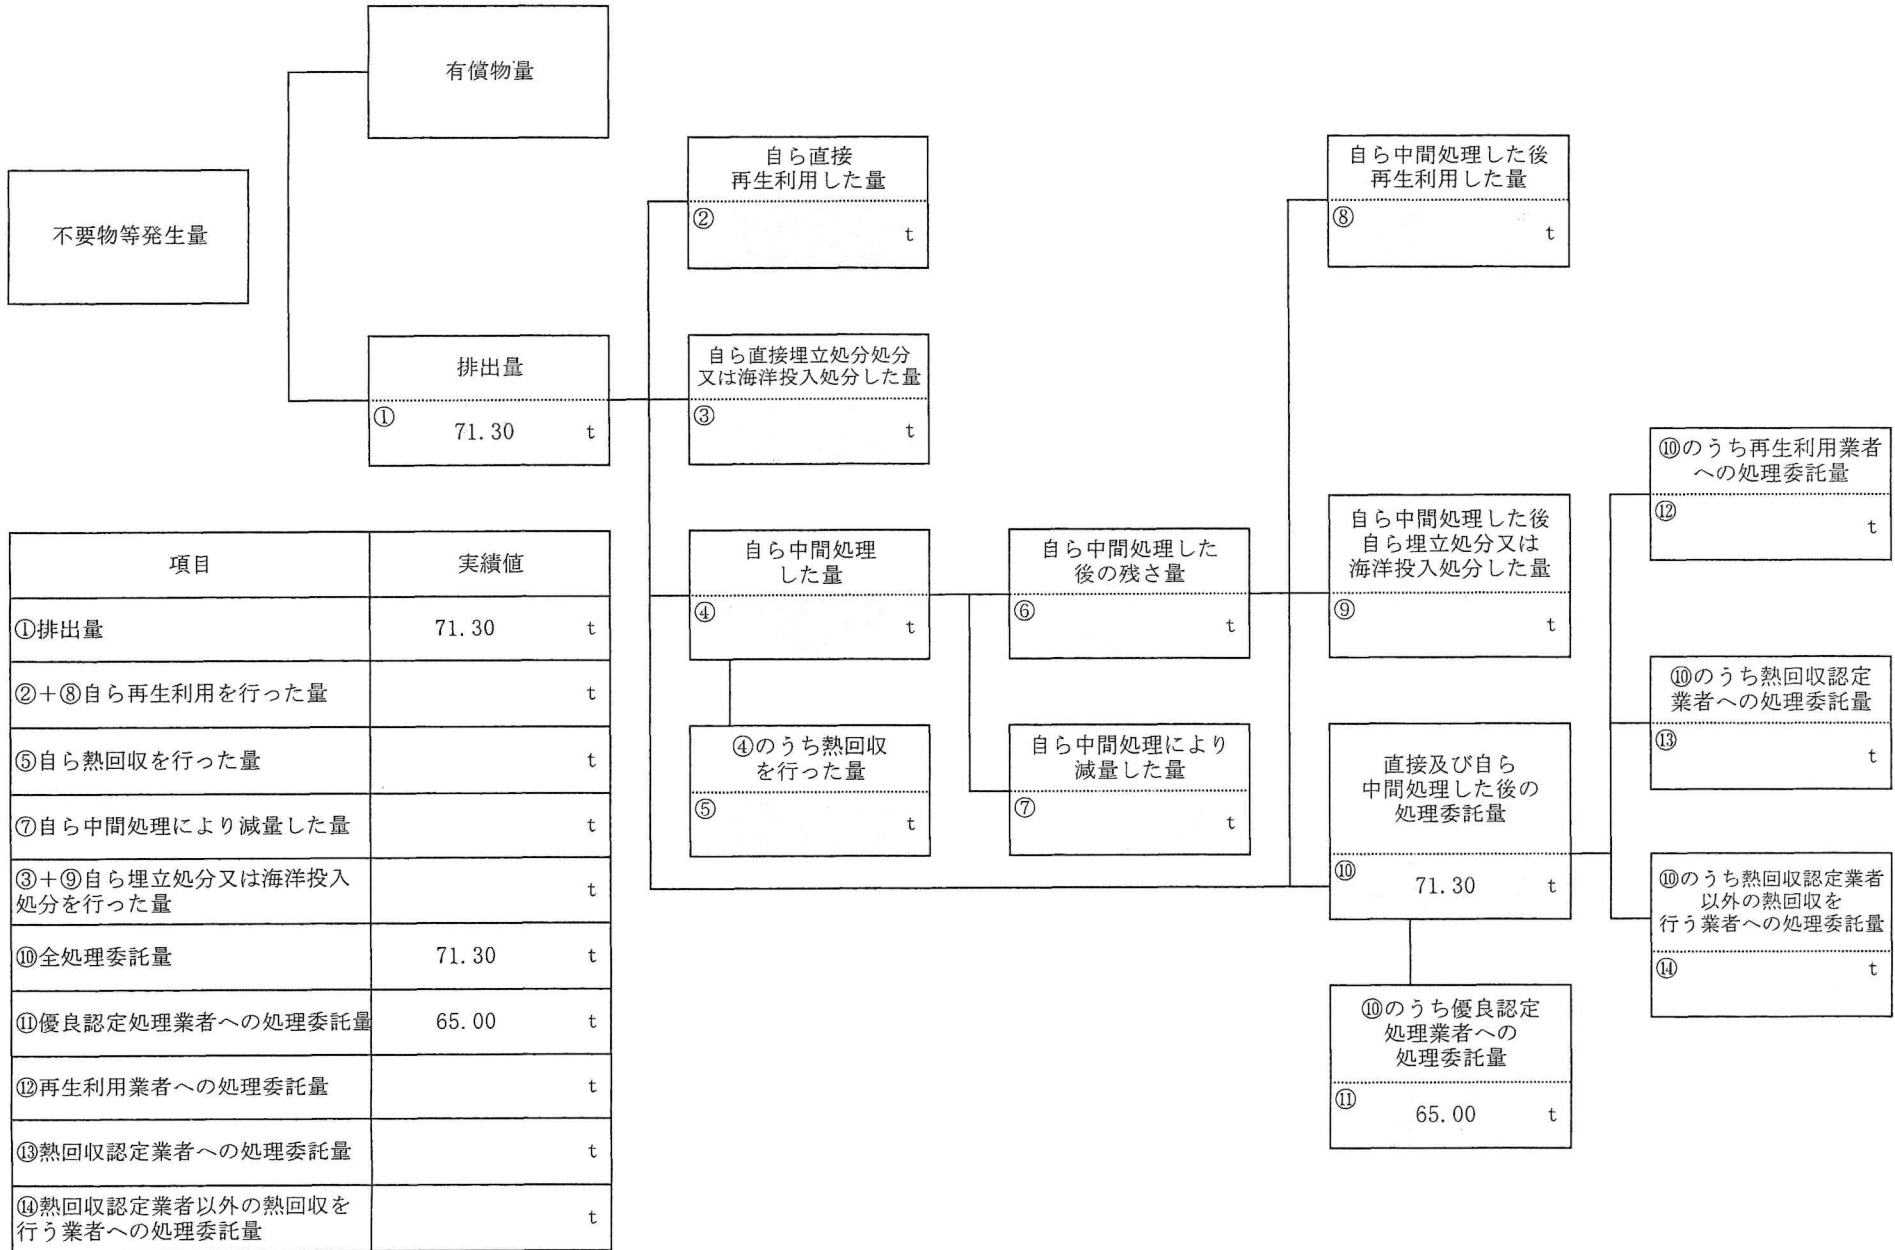 有償物量
不要物等発生量
排出量
①
71.30 t
自ら直接
再生利用した量
②
t
自ら直接埋立処分処分
又は海洋投入処分した量
③
t
自ら中間処理
した量
④
t
④のうち熱回収
を行った量
⑤
t
自ら中間処理した
後の残さ量
⑥
t
自ら中間処理により
減量した量
⑦
t
自ら中間処理した後
再生利用した量
⑧
t
自ら中間処理した後
自ら埋立処分又は
海洋投入処分した量
⑨
t
直接及び自ら
中間処理した後の
処理委託量
⑩
71.30 t
⑩のうち優良認定
処理業者への
処理委託量
⑪
65.00 t
⑩のうち再生利用業者
への処理委託量
⑫
t
⑩のうち熱回収認定
業者への処理委託量
⑬
t
⑩のうち熱回収認定業者
以外の熱回収を
行う業者への処理委託量
⑭
t
項目 実績値
①排出量 71.30 t
②+⑧自ら再生利用を行った量 t
⑤自ら熱回収を行った量 t
⑦自ら中間処理により減量した量 t
③+⑨自ら埋立処分又は海洋投入
処分を行った量 t
⑩全処理委託量 71.30 t
⑪優良認定処理業者への処理委託量 65.00 t
⑫再生利用業者への処理委託量 t
⑬熱回収認定業者への処理委託量 t
⑭熱回収認定業者以外の熱回収を
行う業者への処理委託量 t